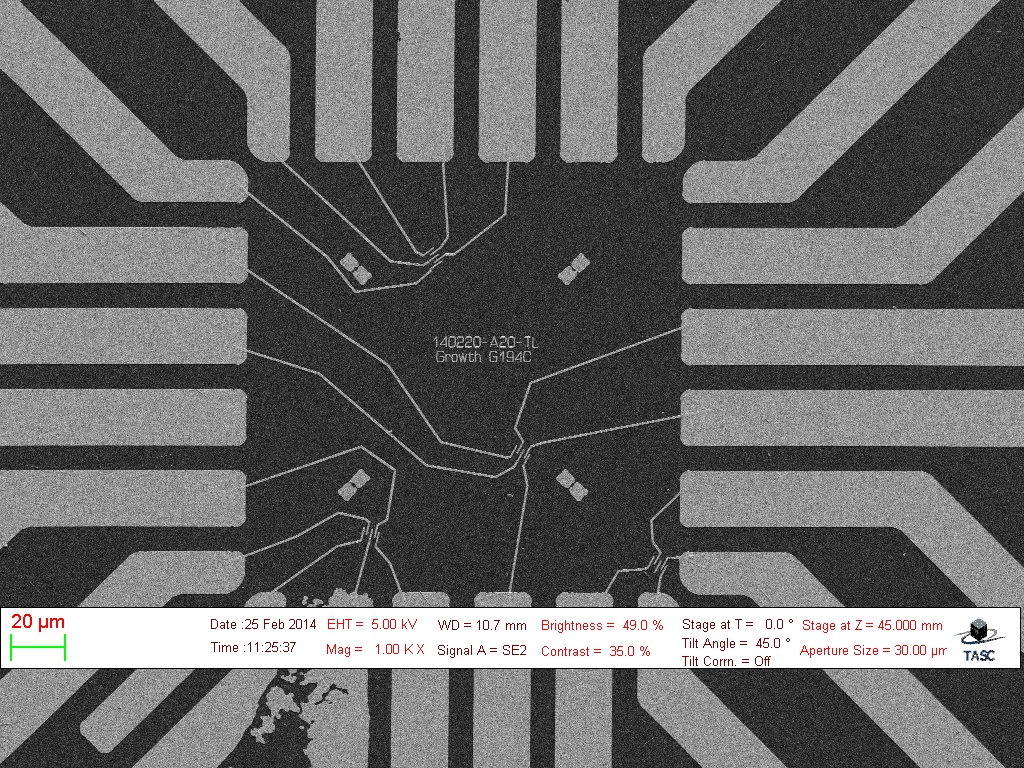 140220-A20-TL
Growth G194C
20 µm
Date :25 Feb 2014
Time :11:25:37
EHT = 5.00 kV
Mag = 1.00 K X
WD = 10.7 mm
Signal A = SE2
Brightness = 49.0 %
Contrast = 35.0 %
Stage at T = 0.0 °
Tilt Angle = 45.0 °
Tilt Corrn. = Off
Stage at Z = 45.000 mm
Aperture Size = 30.00 µm
TASC